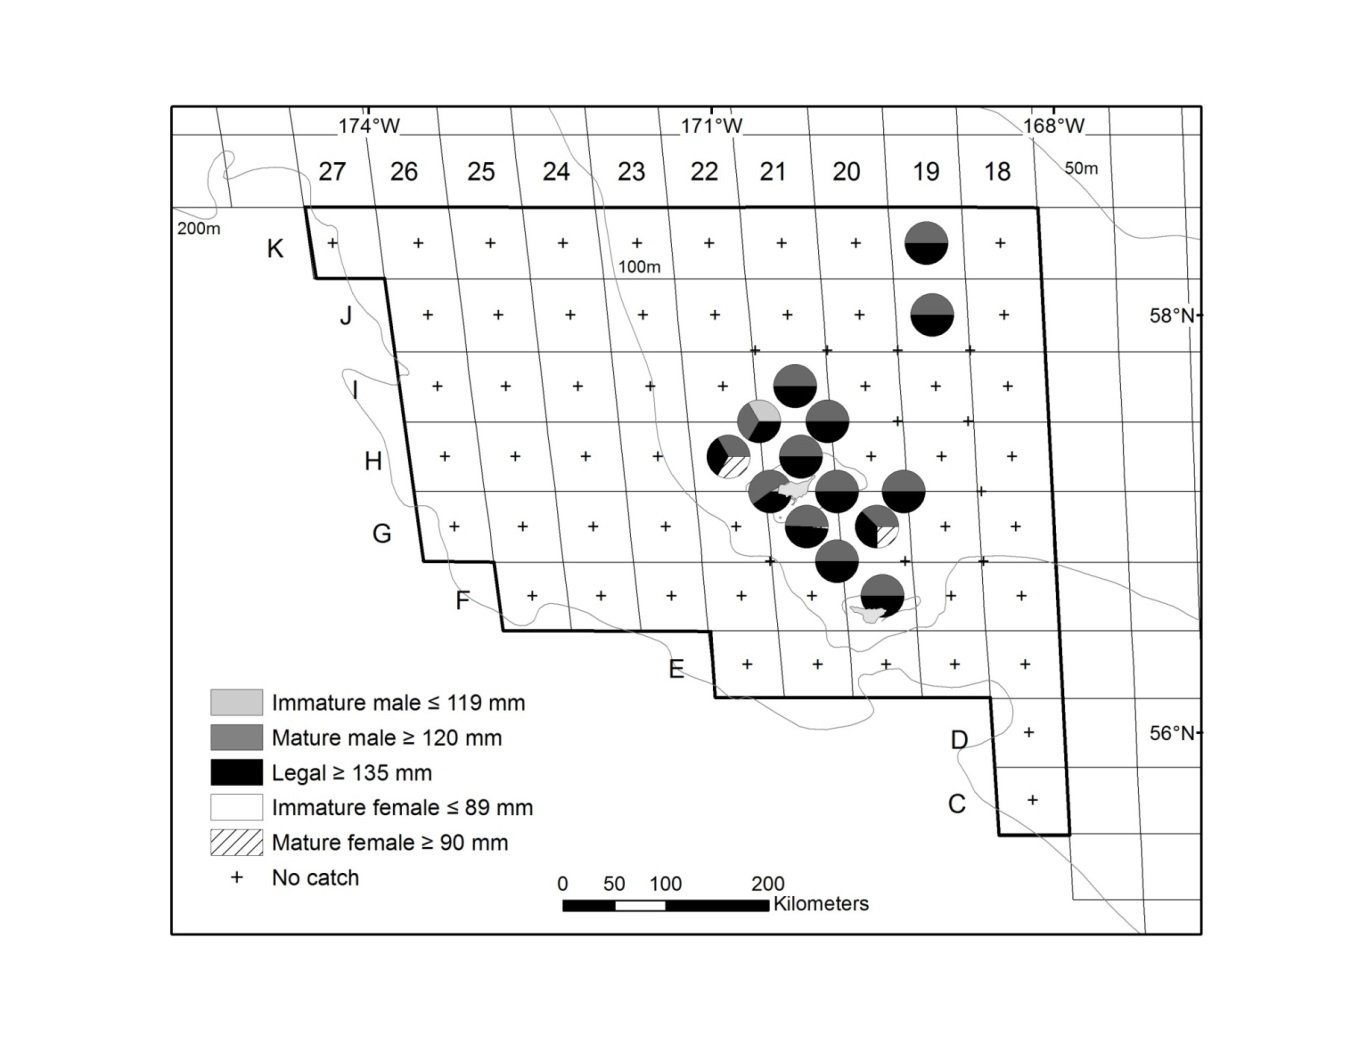 174°W 171°W 168°W
27 26 25 24 23 22 21 20 19 18 50m
200m
K
100m
J 58°N
I
H
G
F
E
Immature male ≤ 119 mm
Mature male ≥ 120 mm
D 56°N
Legal ≥ 135 mm
C
Immature female ≤ 89 mm
Mature female ≥ 90 mm
No catch
0 50 100 200
Kilometers